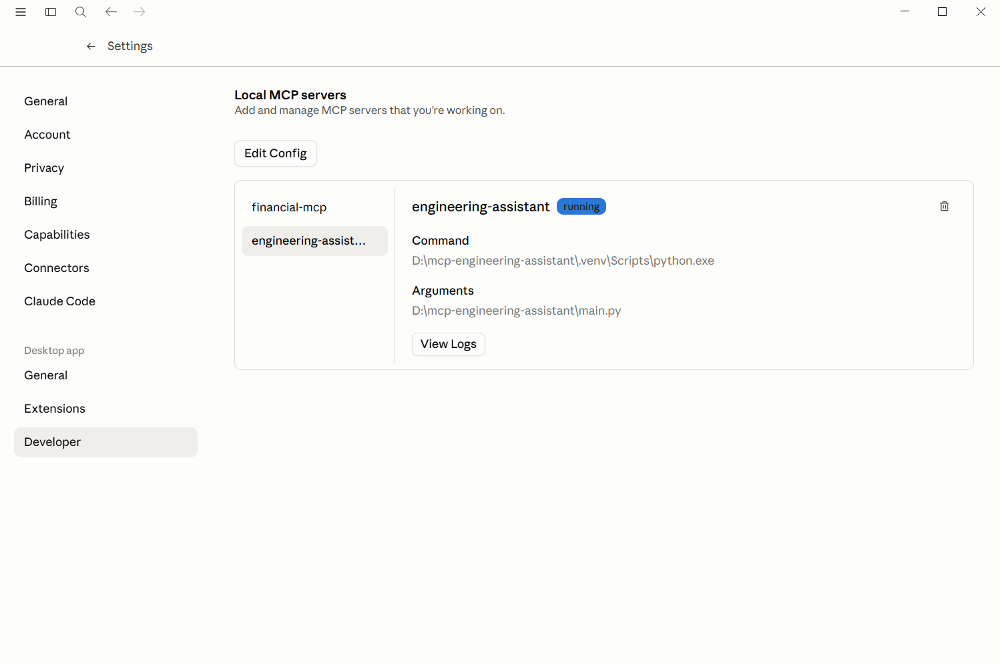 Settings
General
Account
Privacy
Billing
Capabilities
Connectors
Claude Code
Desktop app
General
Extensions
Developer
Local MCP servers
Add and manage MCP servers that you’re working on.
Edit Config
financial-mcp
engineering-assist...
engineering-assistant running
Command
D:\mcp-engineering-assistant\.venv\Scripts\python.exe
Arguments
D:\mcp-engineering-assistant\main.py
View Logs